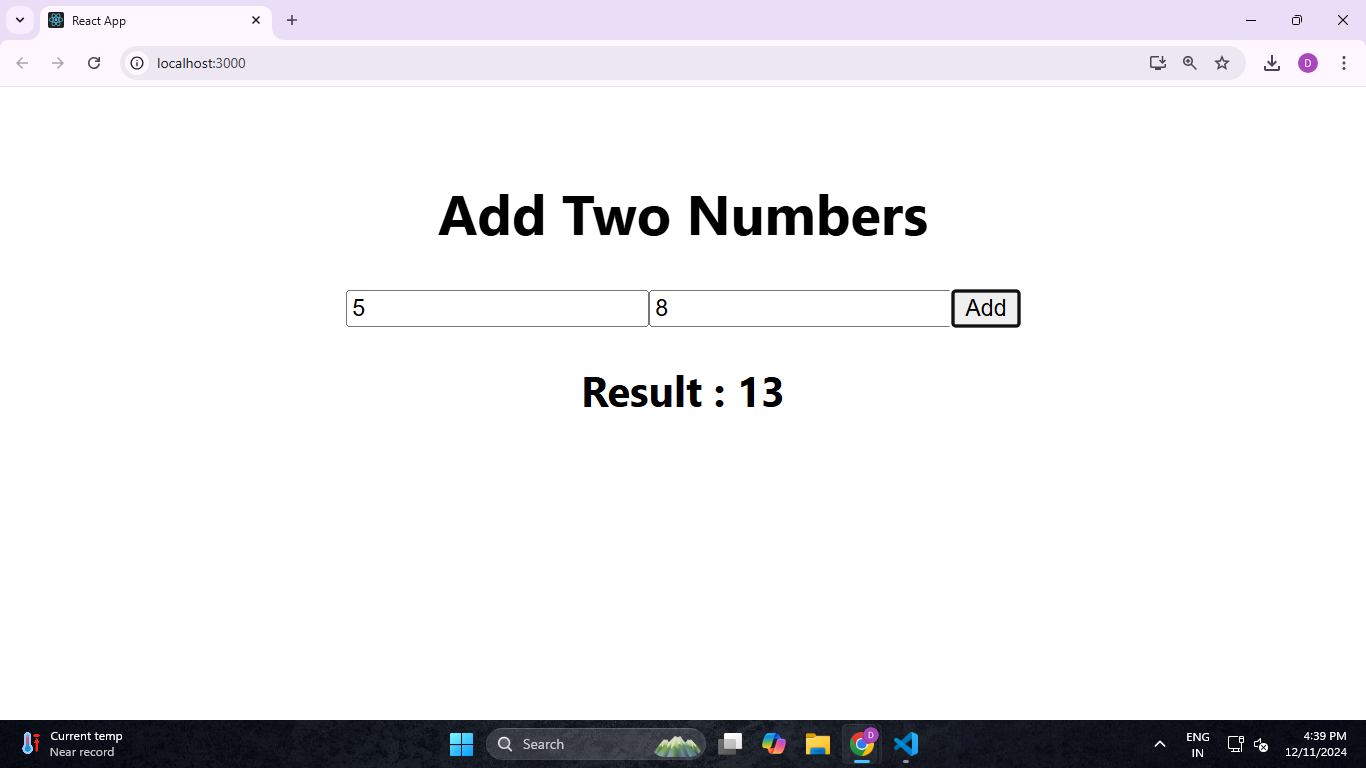 React App
localhost:3000
D
Add Two Numbers
5 8 Add
Result : 13
Current temp
Near record
Search
D
ENG
IN
4:39 PM
12/11/2024